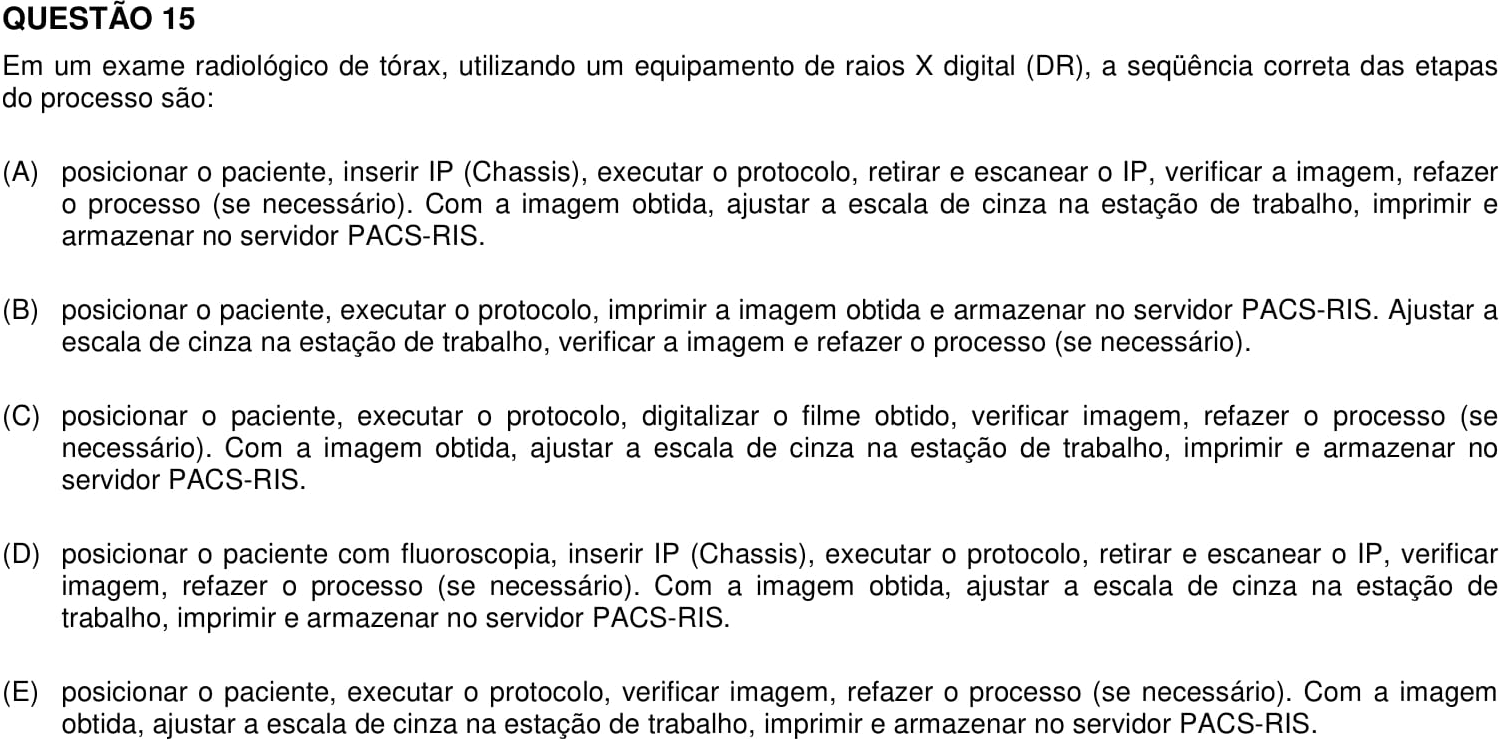 QUESTÃO 15
Em um exame radiológico de tórax, utilizando um equipamento de raios X digital (DR), a seqüência correta das etapas
do processo são:
(A) posicionar o paciente, inserir IP (Chassis), executar o protocolo, retirar e escanear o IP, verificar a imagem, refazer
o processo (se necessário). Com a imagem obtida, ajustar a escala de cinza na estação de trabalho, imprimir e
armazenar no servidor PACS-RIS.
(B) posicionar o paciente, executar o protocolo, imprimir a imagem obtida e armazenar no servidor PACS-RIS. Ajustar a
escala de cinza na estação de trabalho, verificar a imagem e refazer o processo (se necessário).
(C) posicionar o paciente, executar o protocolo, digitalizar o filme obtido, verificar imagem, refazer o processo (se
necessário). Com a imagem obtida, ajustar a escala de cinza na estação de trabalho, imprimir e armazenar no
servidor PACS-RIS.
(D) posicionar o paciente com fluoroscopia, inserir IP (Chassis), executar o protocolo, retirar e escanear o IP, verificar
imagem, refazer o processo (se necessário). Com a imagem obtida, ajustar a escala de cinza na estação de
trabalho, imprimir e armazenar no servidor PACS-RIS.
(E) posicionar o paciente, executar o protocolo, verificar imagem, refazer o processo (se necessário). Com a imagem
obtida, ajustar a escala de cinza na estação de trabalho, imprimir e armazenar no servidor PACS-RIS.